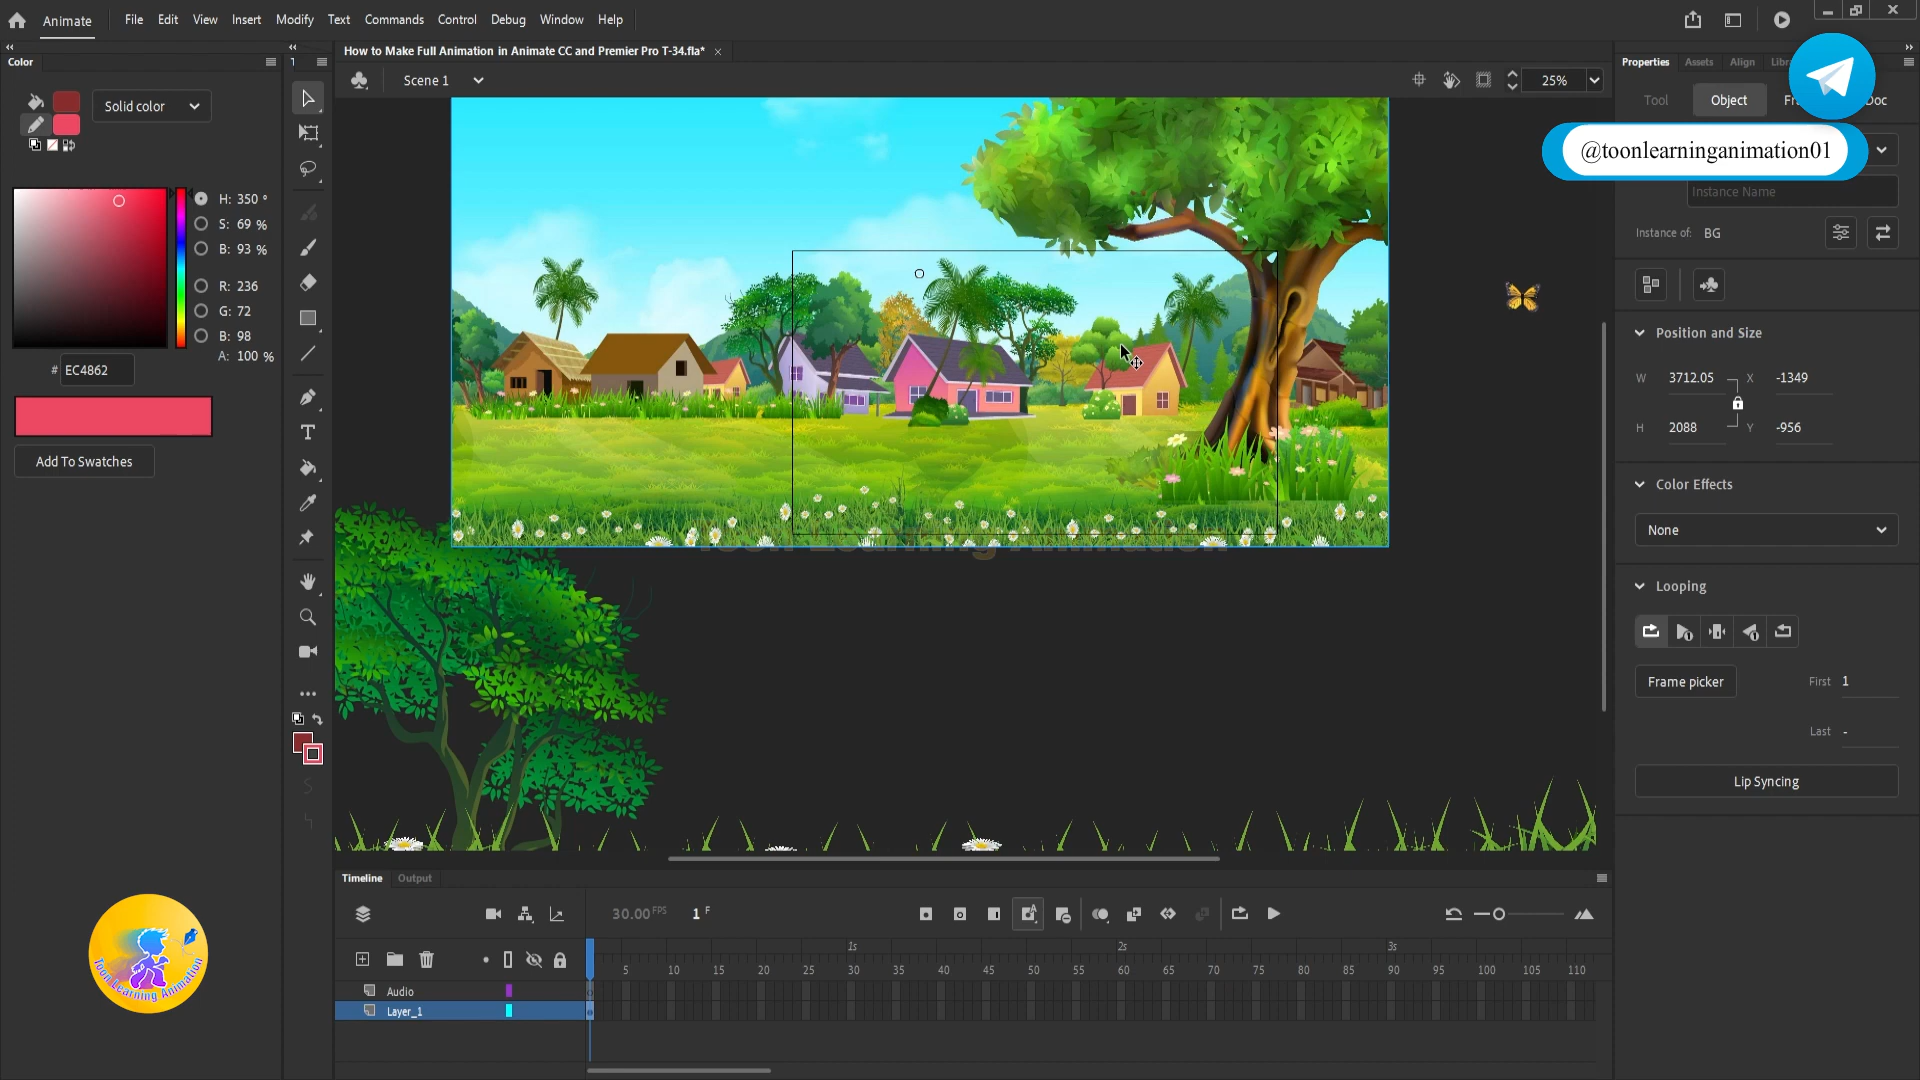 Animate
File Edit View Insert Modify Text Commands Control Debug Window Help
Color
T
How to Make Full Animation in Animate CC and Premier Pro T-34.fla* ×
Properties Assets Align
Solid color
Scene 1
25%
Tool Object Doc
@toonlearninganimation01
Instance Name
Instance of: BG
H: 350 °
S: 69 %
B: 93 %
R: 236
G: 72
B: 98
A: 100 %
# EC4862
Add To Swatches
Position and Size
W 3712.05 X -1349
H 2088 Y -956
Color Effects
None
Looping
Frame picker First 1
Last -
Lip Syncing
Toon Learning Animation
Timeline Output
30.00 FPS 1 F
1s 2s 3s
5 10 15 20 25 30 35 40 45 50 55 60 65 70 75 80 85 90 95 100 105 110
Audio
Layer_1
Toon Learning Animation